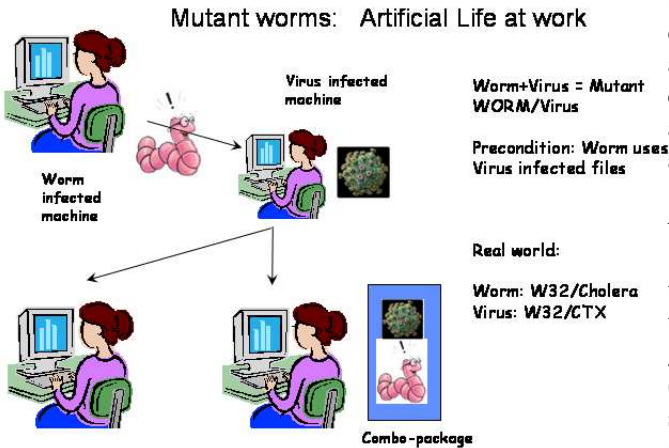 Mutant worms: Artificial Life at work
Virus infected
machine
Worm+Virus = Mutant
WORM/Virus
Precondition: Worm uses
Virus infected files
Worm
infected
machine
Real world:
Worm: W32/Cholera
Virus: W32/CTX
Combo-package